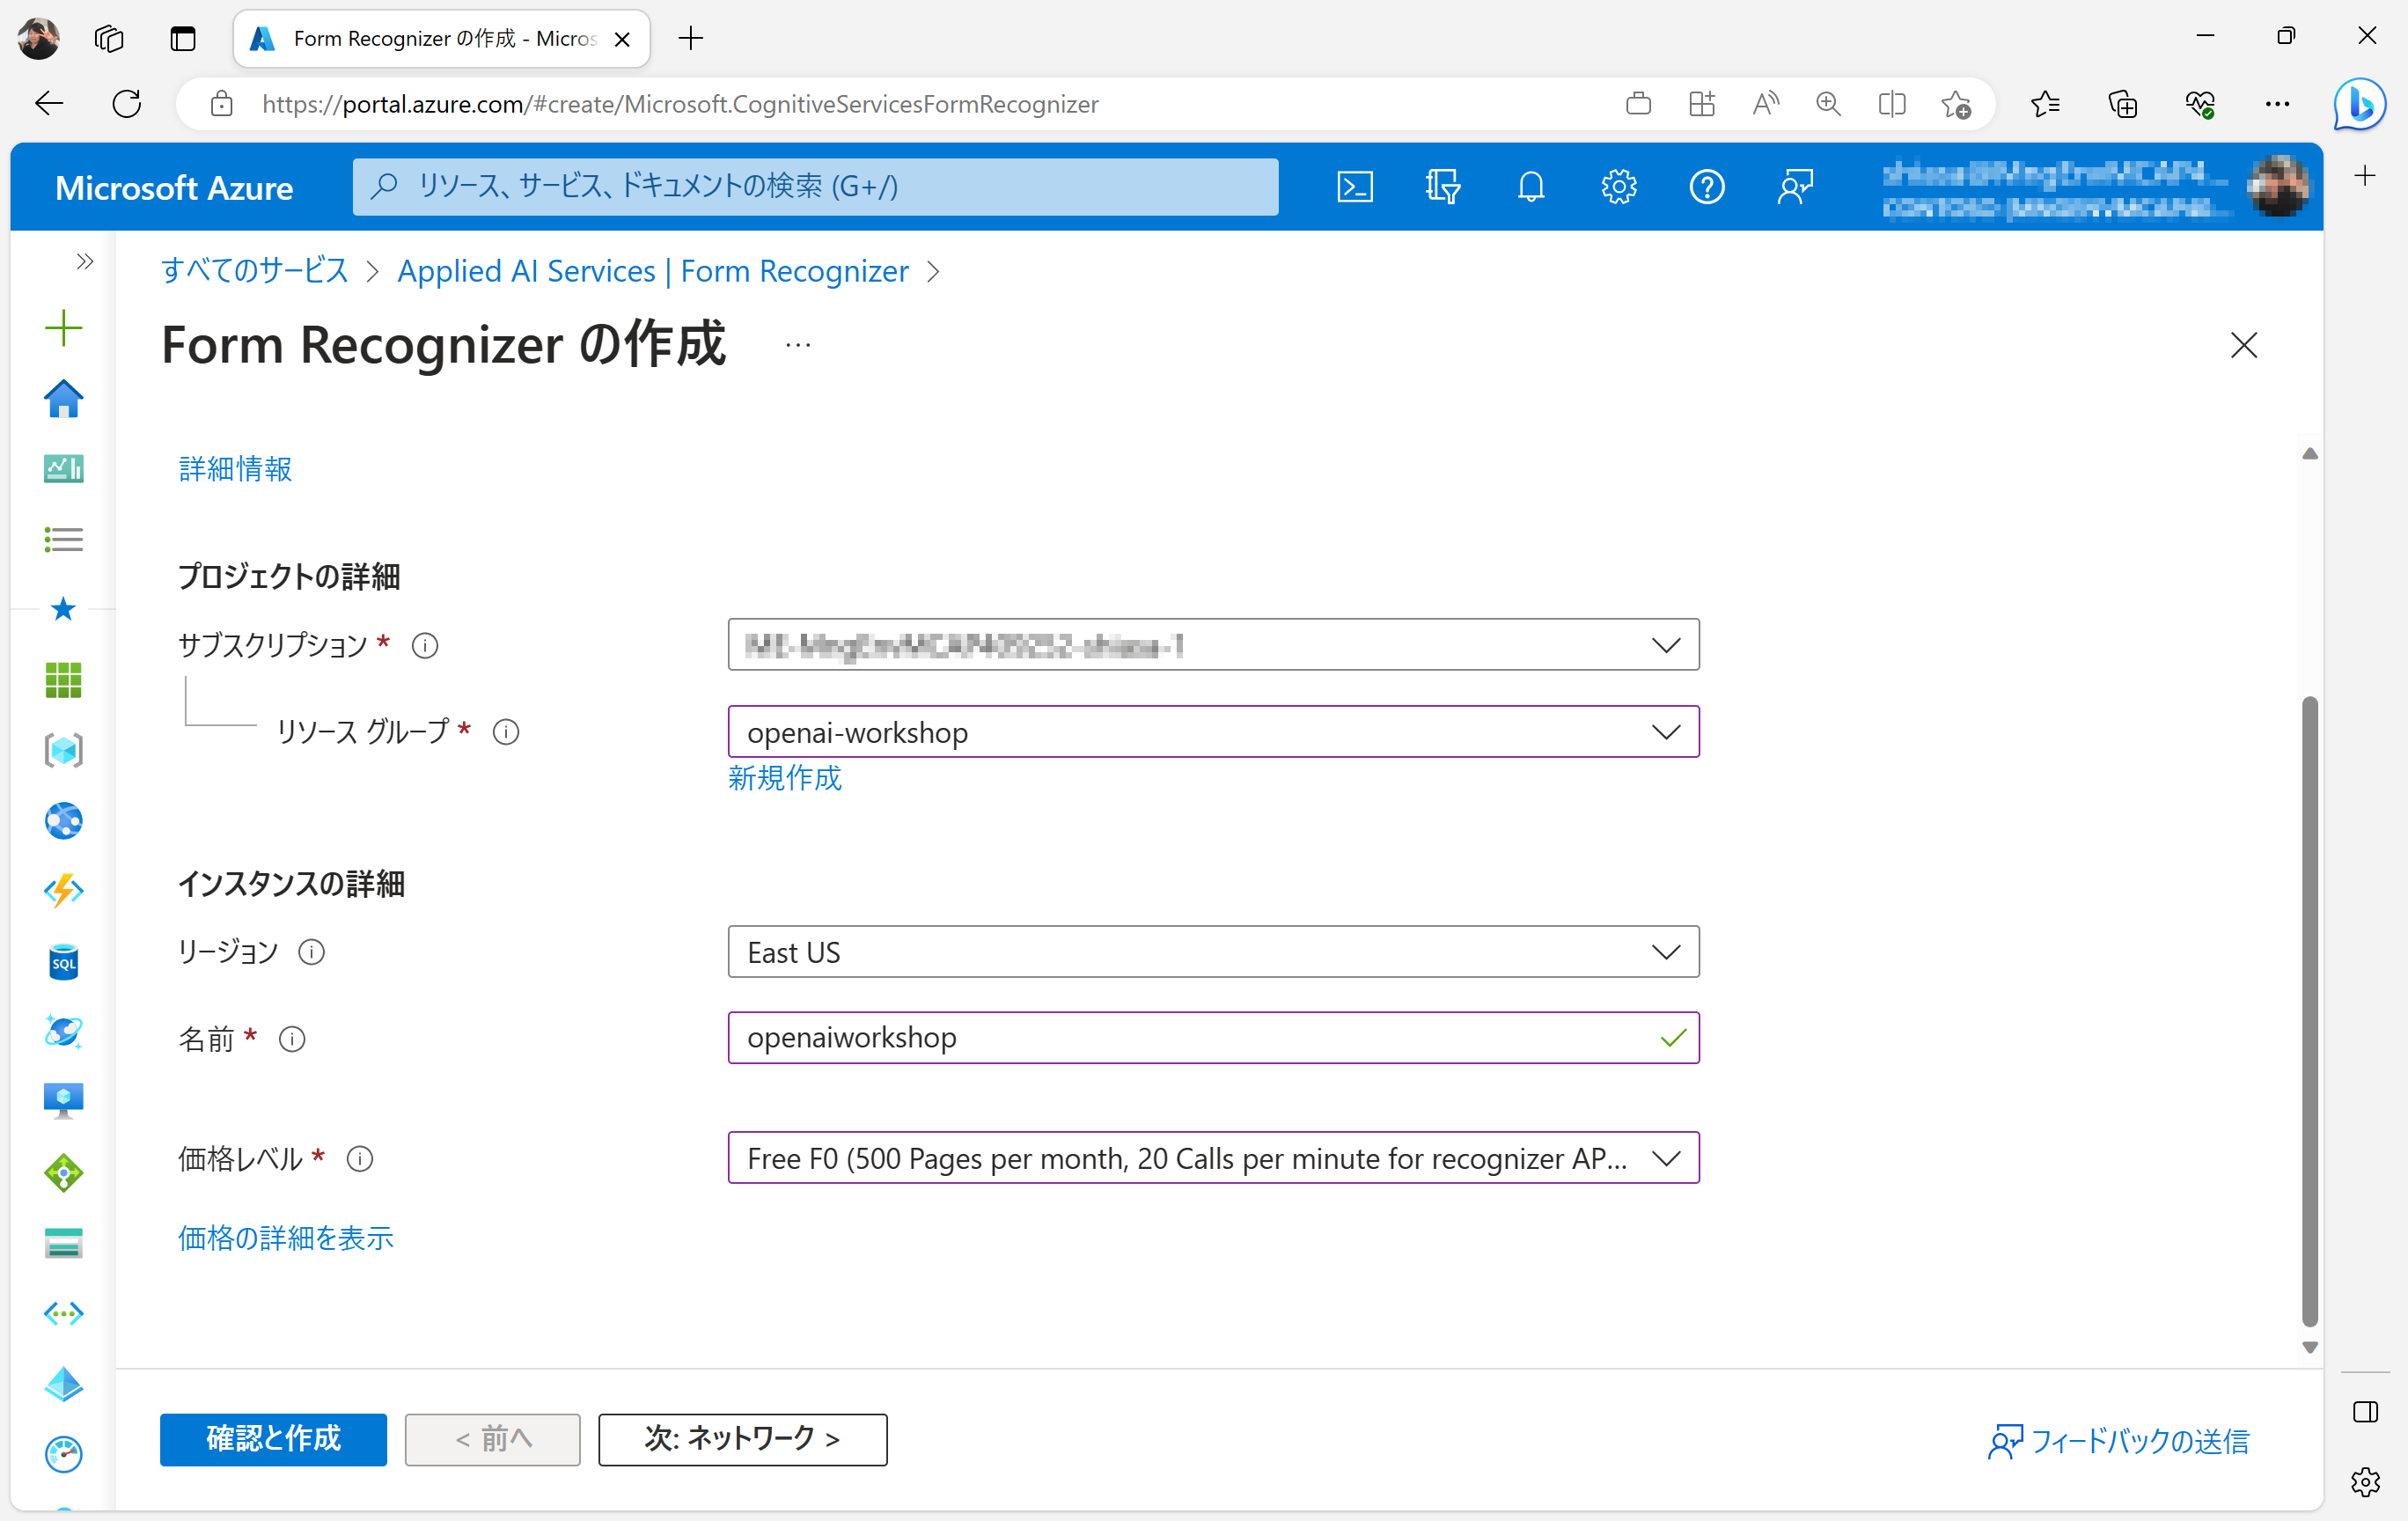 Form Recognizer の作成 - Micros
https://portal.azure.com/#create/Microsoft.CognitiveServicesFormRecognizer
Microsoft Azure
リソース、サービス、ドキュメントの検索 (G+/)
すべてのサービス > Applied AI Services | Form Recognizer >
Form Recognizer の作成 ...
詳細情報
プロジェクトの詳細
サブスクリプション *
リソース グループ *
openai-workshop
新規作成
インスタンスの詳細
リージョン
East US
名前 *
openaiworkshop
価格レベル *
Free F0 (500 Pages per month, 20 Calls per minute for recognizer AP...
価格の詳細を表示
SQL
確認と作成
< 前へ
次: ネットワーク >
フィードバックの送信